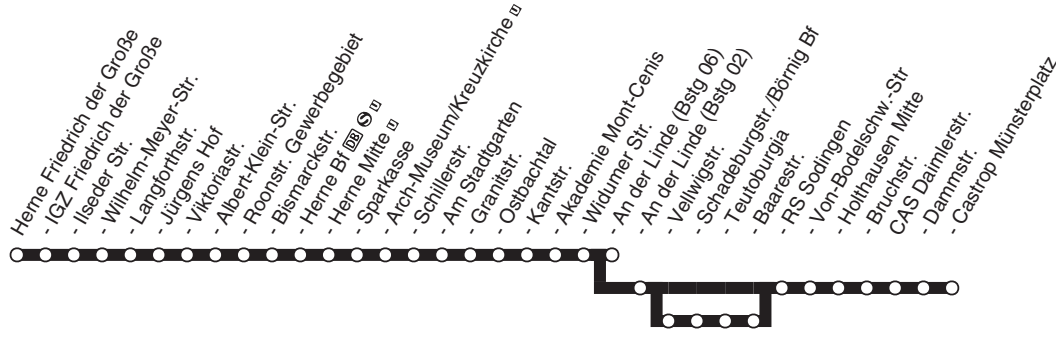 Herne Friedrich der Große
- IGZ Friedrich der Große
- Ilseder Str.
- Wilhelm-Meyer-Str.
- Langforthstr.
- Jürgens Hof
- Viktoriastr.
- Albert-Klein-Str.
- Roonstr. Gewerbegebiet
- Bismarckstr.
- Herne Bf DB S U
- Herne Mitte U
- Sparkasse
- Arch-Museum/Kreuzkirche U
- Schillerstr.
- Am Stadtgarten
- Granitstr.
- Ostbachtal
- Kantstr.
- Akademie Mont-Cenis
- Widumer Str.
- An der Linde (Bstg 06)
- An der Linde (Bstg 02)
- Vellwigstr.
- Schadeburgstr./Börnig Bf
- Teutoburgia
- Baarestr.
- RS Sodingen
- Von-Bodelschw.-Str
- Holthausen Mitte
- Bruchstr.
CAS Daimlerstr.
- Dammstr.
- Castrop Münsterplatz